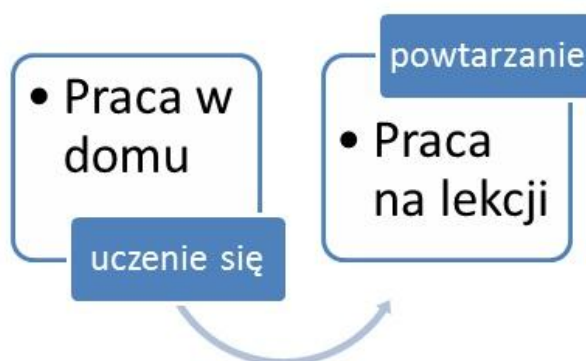 • Praca w
domu
uczenie się
powtarzanie
• Praca
na lekcji